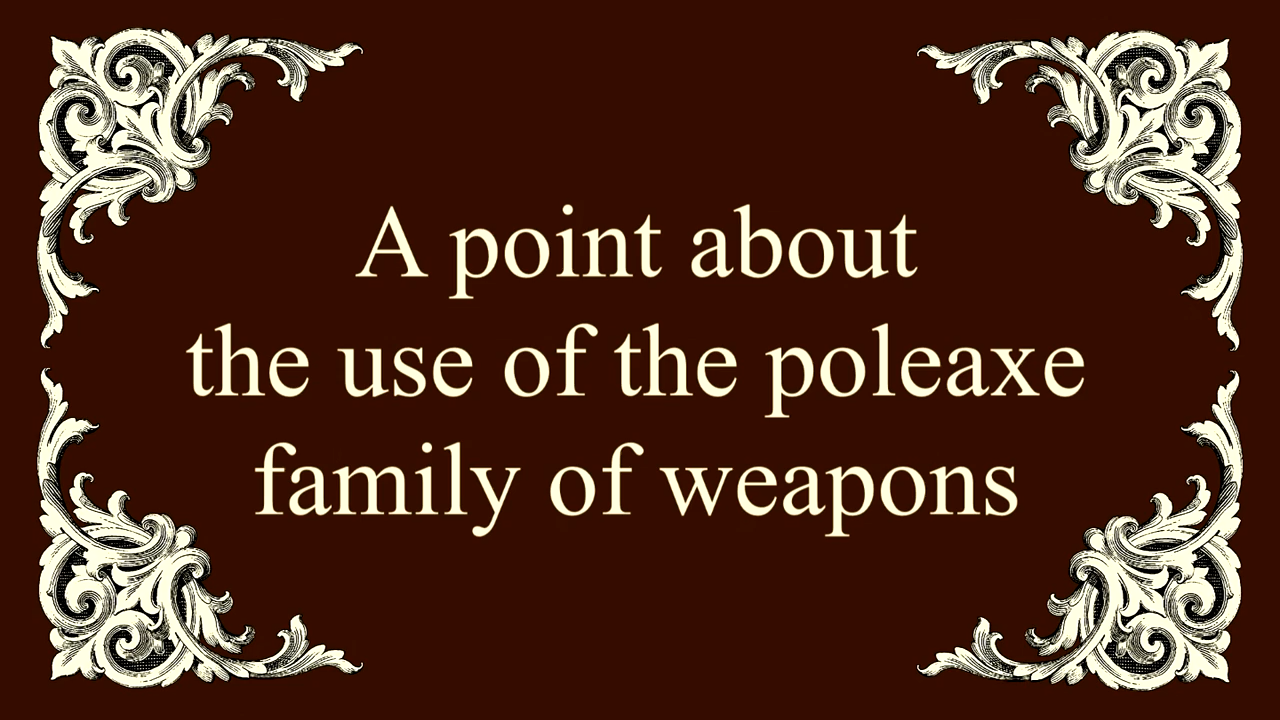 A point about
the use of the poleaxe
family of weapons